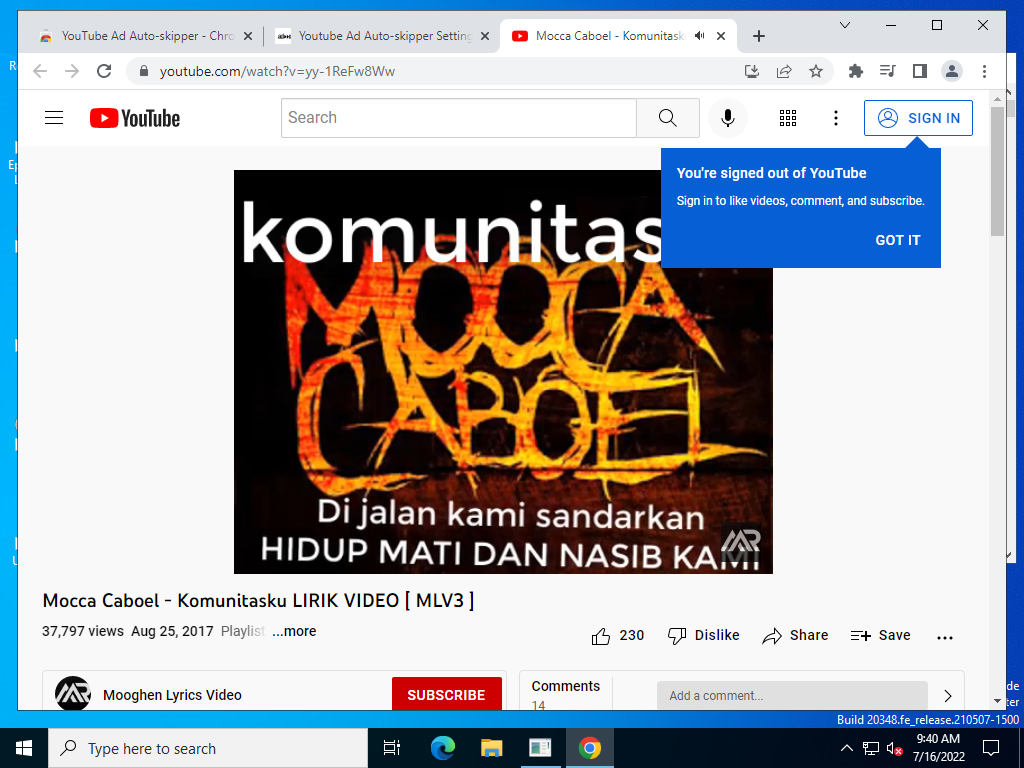 YouTube Ad Auto-skipper - Chro
Youtube Ad Auto-skipper Setting
Mocca Caboel - Komunitask
youtube.com/watch?v=yy-1ReFw8Ww
YouTube
Search
SIGN IN
You're signed out of YouTube
Sign in to like videos, comment, and subscribe.
GOT IT
komunitas
MOCCA
CABOEL
Di jalan kami sandarkan
HIDUP MATI DAN NASIB KAMI
MR
Mocca Caboel - Komunitasku LIRIK VIDEO [ MLV3 ]
37,797 views Aug 25, 2017 Playlist ...more
230 Dislike Share Save
Mooghen Lyrics Video
SUBSCRIBE
Comments
14
Add a comment...
Build 20348.fe_release.210507-1500
Type here to search
9:40 AM
7/16/2022